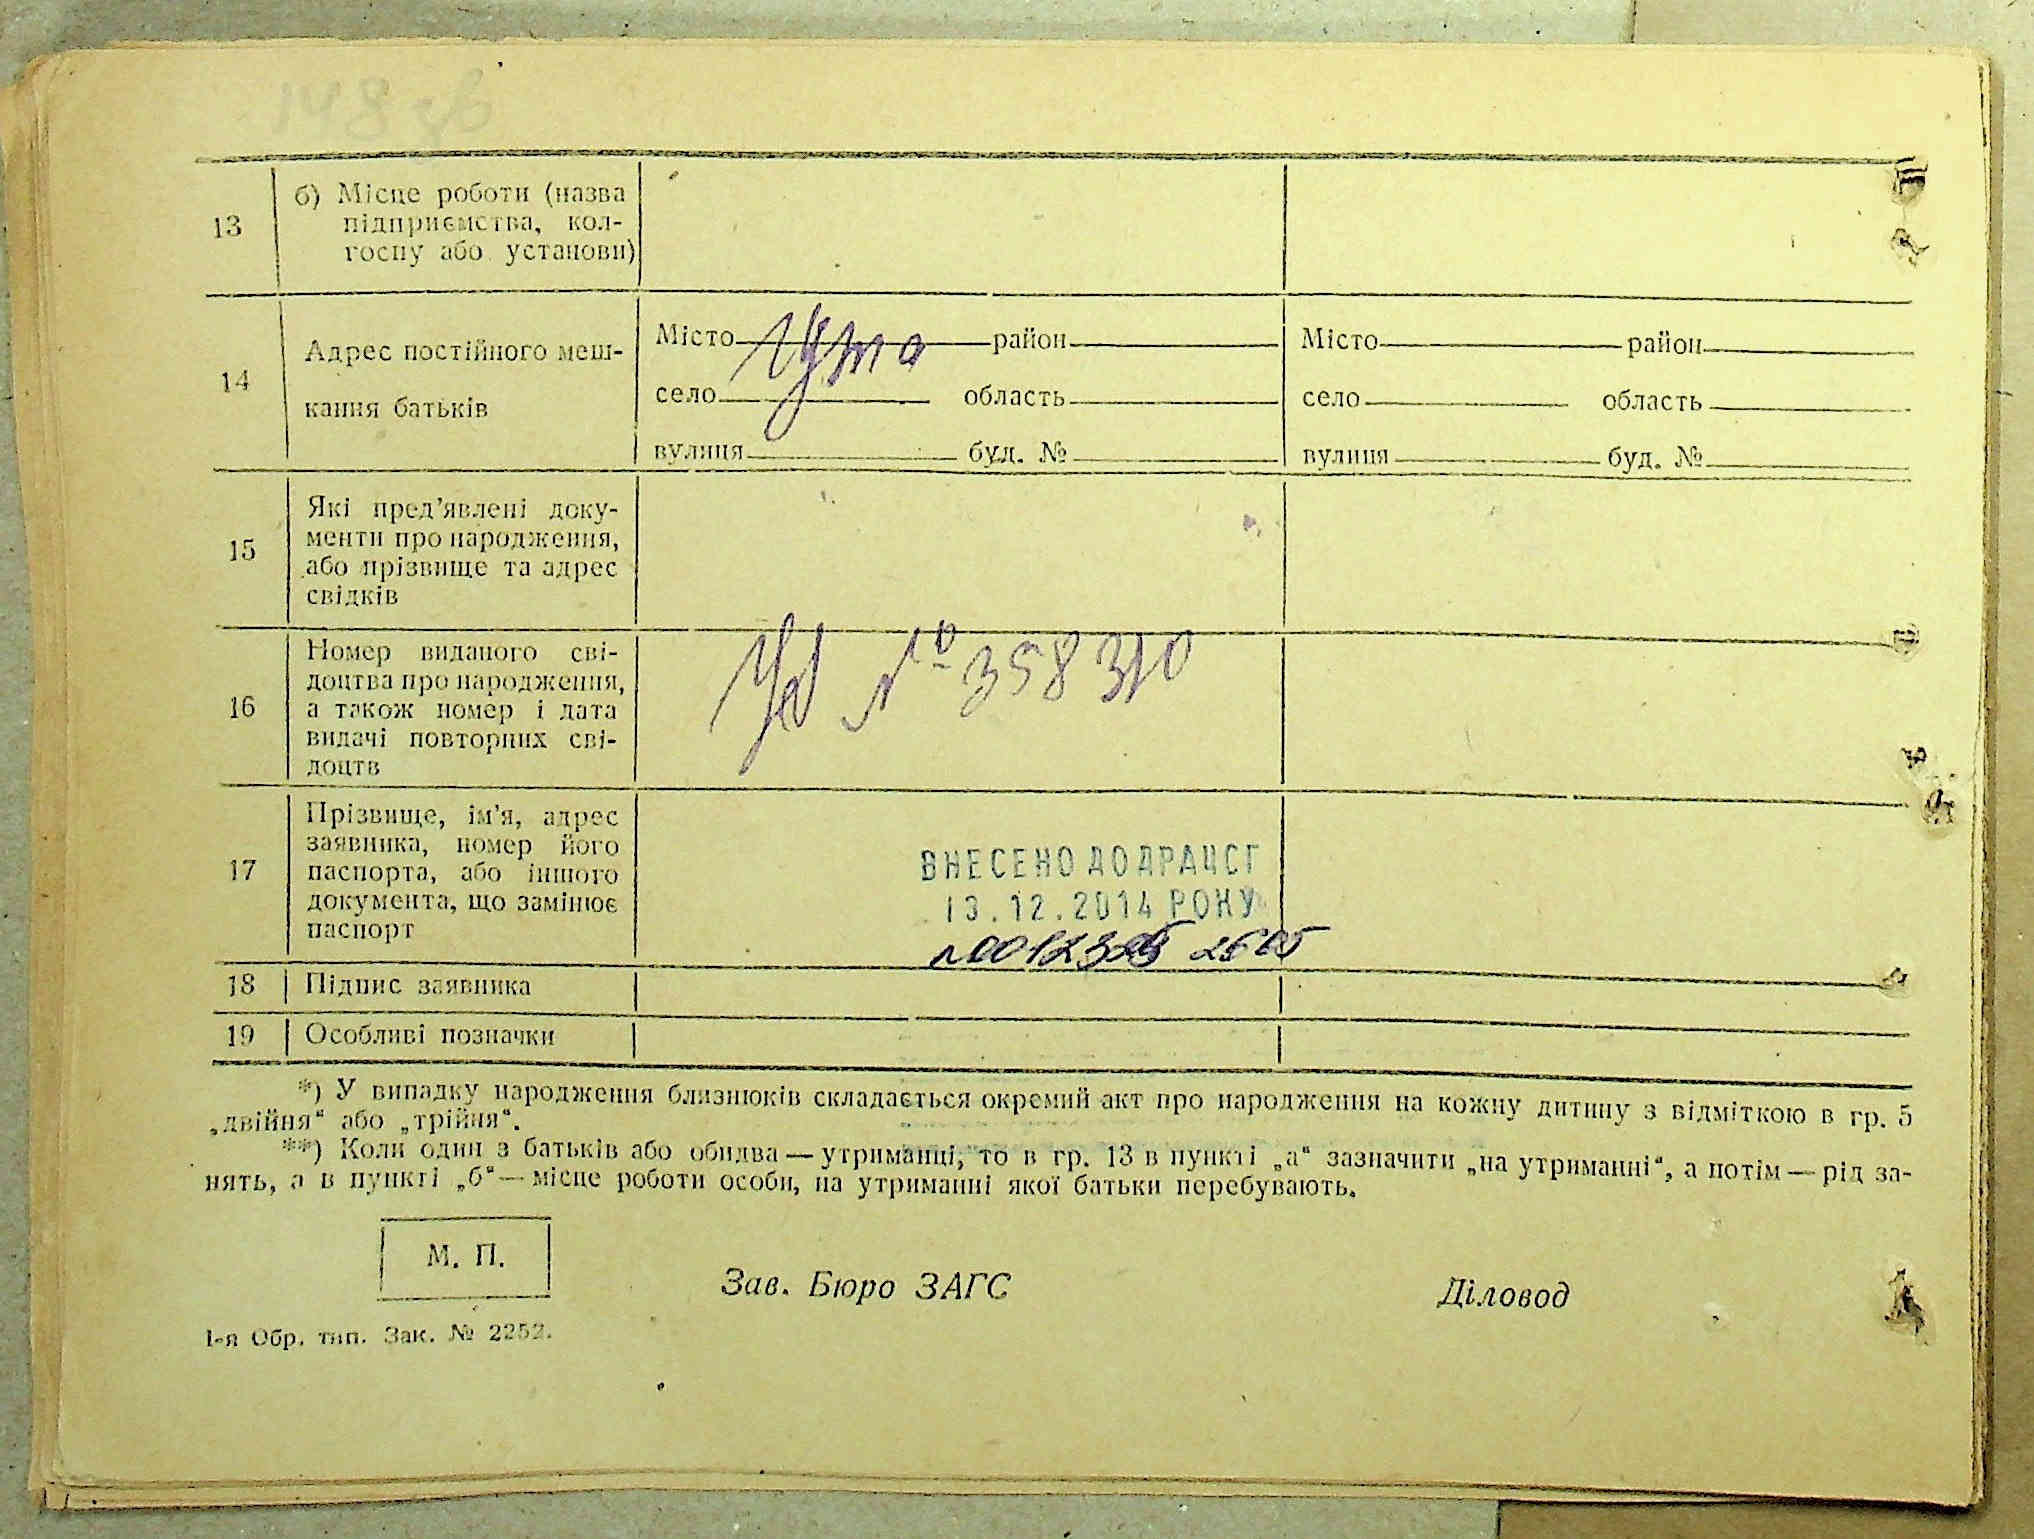 148 зв
13
б) Місце роботи (назва
підприємства, кол-
госпу або установи)
14
Адрес постійного меш-
кання батьків
Місто район
село область
вулиця буд. №
Гута
Місто район
село область
вулиця буд. №
15
Які пред’явлені доку-
менти про народження,
або прізвище та адрес
свідків
16
Номер виданого сві-
доцтва про народження,
а також номер і дата
видачі повторних сві-
доцтв
№ 358310
17
Прізвище, ім’я, адрес
заявника, номер його
паспорта, або іншого
документа, що замінює
паспорт
ВНЕСЕНО ДО ДРАЦСГ
13.12.2014 РОКУ
18 Підпис заявника
19 Особливі позначки
*) У випадку народження близнюків складається окремий акт про народження на кожну дитину з відміткою в гр. 5
„двійня“ або „трійня“.
**) Коли один з батьків або обидва — утриманці, то в гр. 13 в пункті „а“ зазначити „на утриманні“, а потім — рід за-
нять, а в пункті „б“ — місце роботи особи, на утриманні якої батьки перебувають.
М. П.
Зав. Бюро ЗАГС
Діловод
1-я Обр. тип. Зак. № 2252.